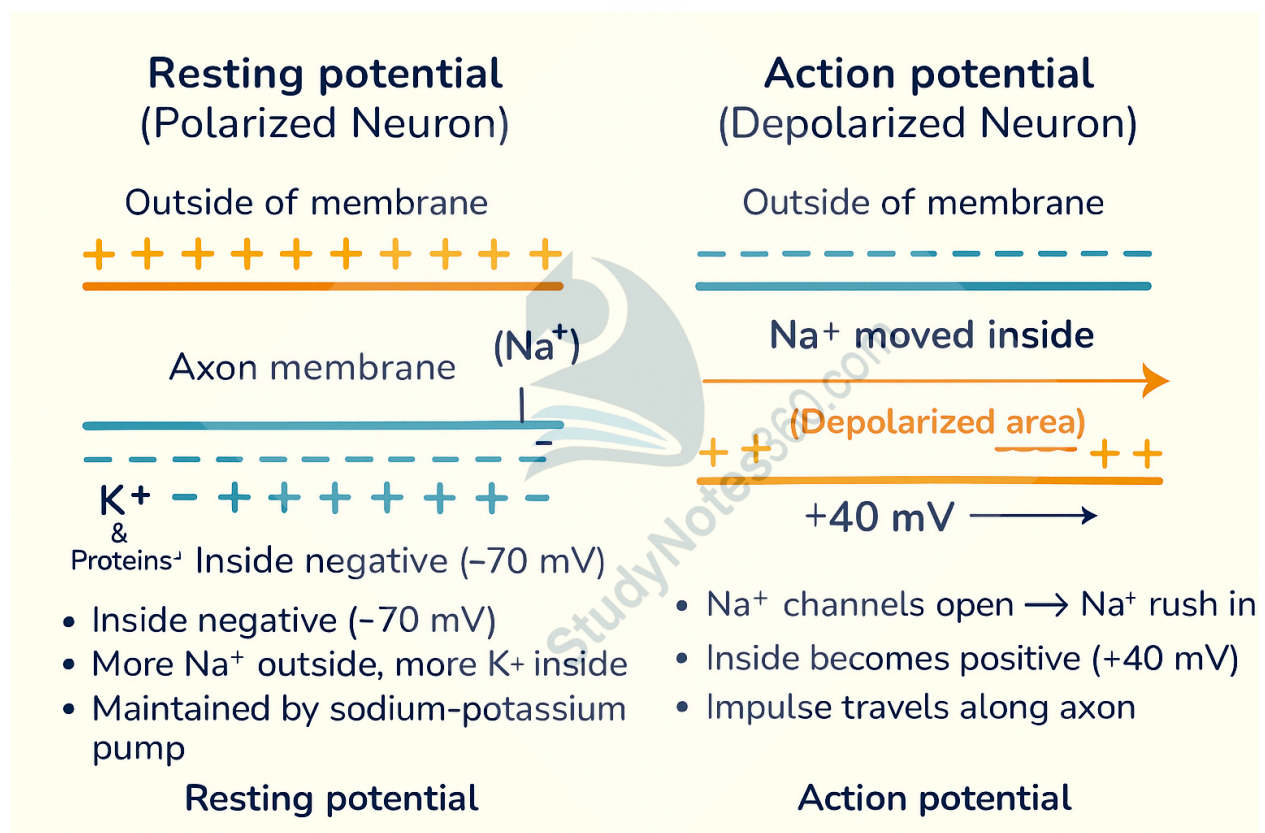 Resting potential
(Polarized Neuron)
Outside of membrane
+ + + + + + + + + +
Axon membrane
(Na⁺)
− − − − − − − − − − −
K+ − + + + + + + −
&
Proteins
Inside negative (−70 mV)
• Inside negative (−70 mV)
• More Na⁺ outside, more K+ inside
• Maintained by sodium-potassium
pump
Resting potential
Action potential
(Depolarized Neuron)
Outside of membrane
− − − − − − − − − − −
Na+ moved inside
(Depolarized area)
+ + + +
+40 mV →
• Na⁺ channels open → Na⁺ rush in
• Inside becomes positive (+40 mV)
• Impulse travels along axon
Action potential
StudyNotes360.com